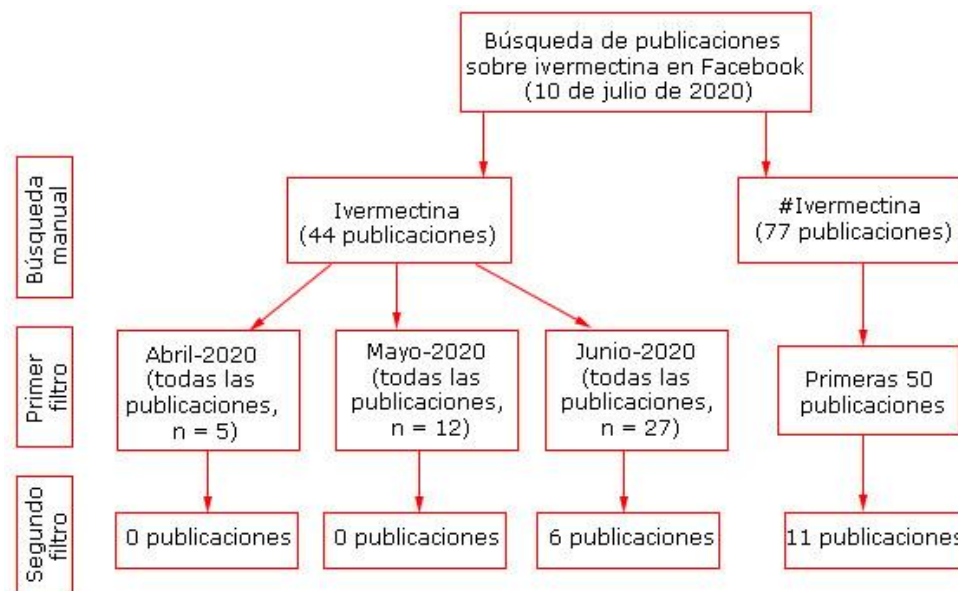 Búsqueda de publicaciones
sobre ivermectina en Facebook
(10 de julio de 2020)
Búsqueda
manual
Ivermectina
(44 publicaciones)
#Ivermectina
(77 publicaciones)
Primer
filtro
Abril-2020
(todas las
publicaciones,
n = 5)
Mayo-2020
(todas las
publicaciones,
n = 12)
Junio-2020
(todas las
publicaciones,
n = 27)
Primeras 50
publicaciones
Segundo
filtro
0 publicaciones
0 publicaciones
6 publicaciones
11 publicaciones